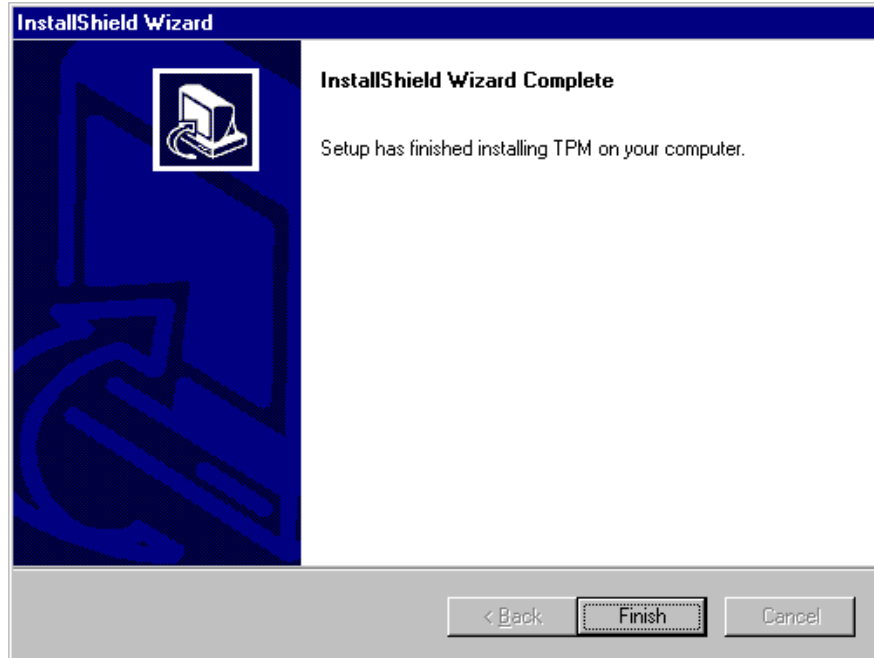 InstallShield Wizard
InstallShield Wizard Complete
Setup has finished installing TPM on your computer.
< Back
Finish
Cancel